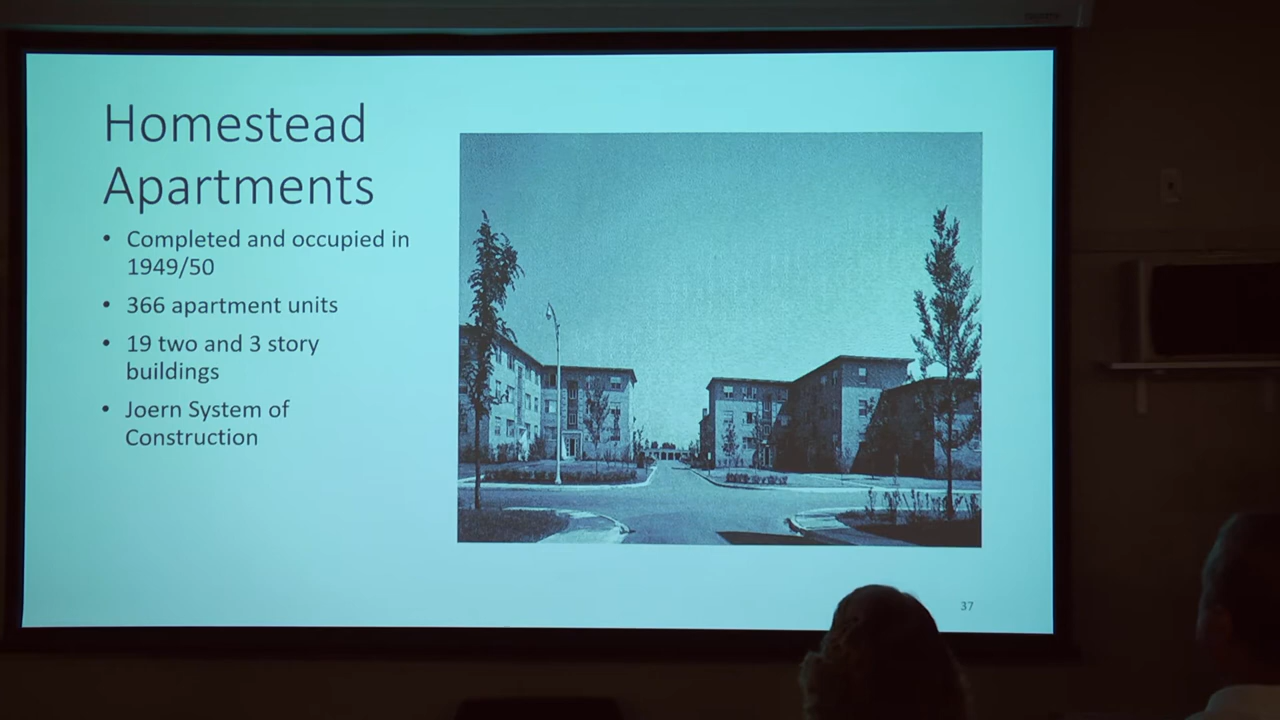 Homestead
Apartments
• Completed and occupied in
1949/50
• 366 apartment units
• 19 two and 3 story
buildings
• Joern System of
Construction
37